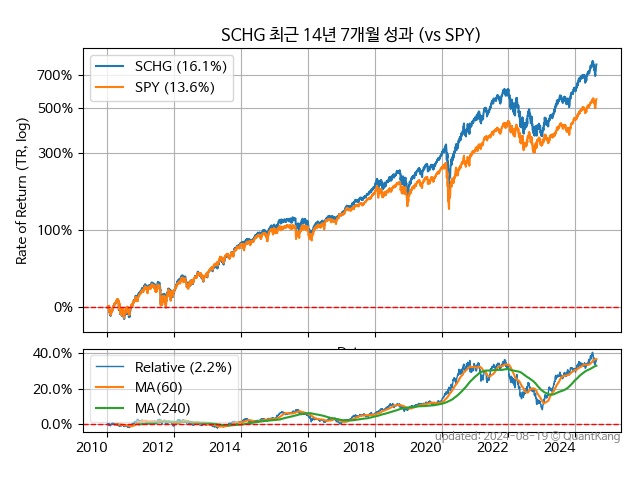 SCHG 최근 14년 7개월 성과 (vs SPY)
SCHG (16.1%)
SPY (13.6%)
700%
500%
300%
100%
0%
Rate of Return (TR, log)
40.0%
20.0%
0.0%
Relative (2.2%)
MA(60)
MA(240)
2010 2012 2014 2016 2018 2020 2022 2024
updated: 2024-08-19 © QuantKang